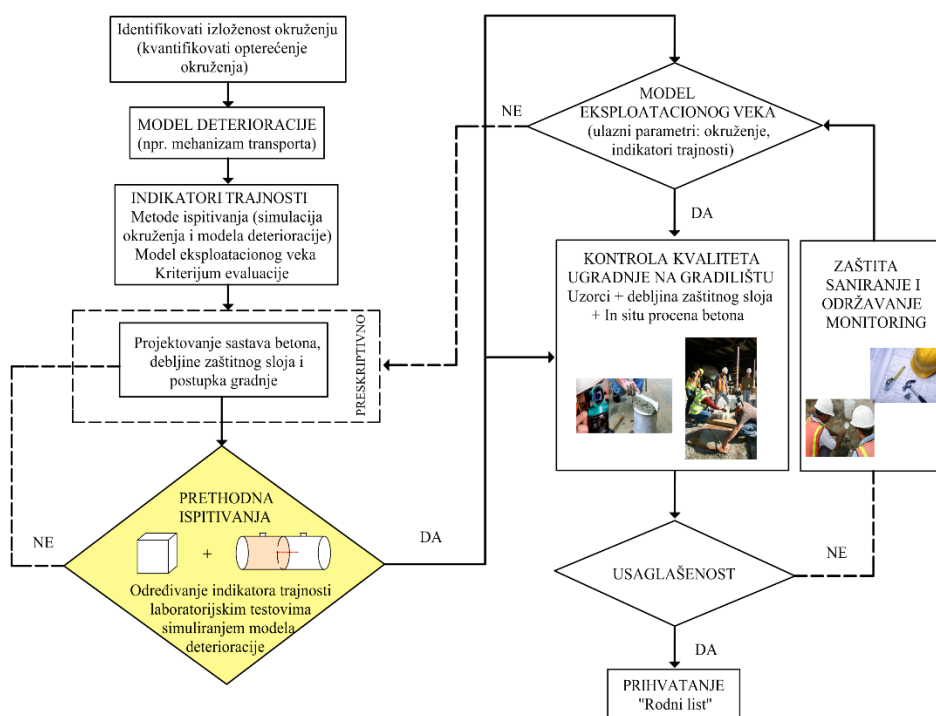 Identifikovati izloženost okruženju
(kvantifikovati opterećenje
okruženja)
MODEL DETERIORACIJE
(npr. mehanizam transporta)
INDIKATORI TRAJNOSTI
Metode ispitivanja (simulacija
okruženja i modela deterioracije)
Model eksploatacionog veka
Kriterijum evaluacije
Projektovanje sastava betona,
debljine zaštitnog sloja i
postupka gradnje
PRESKRIPTIVNO
NE
PRETHODNA
ISPITIVANJA
+
Određivanje indikatora trajnosti
laboratorijskim testovima
simuliranjem modela
deterioracije
DA
MODEL
EKSPLOATACIONOG VEKA
(ulazni parametri: okruženje,
indikatori trajnosti)
NE
DA
KONTROLA KVALITETA
UGRADNJE NA GRADILIŠTU
Uzorci + debljina zaštitnog sloja
+ In situ procena betona
ZAŠTITA
SANIRANJE I
ODRŽAVANJE
MONITORING
USAGLAŠENOST
NE
DA
PRIHVATANJE
"Rodni list"